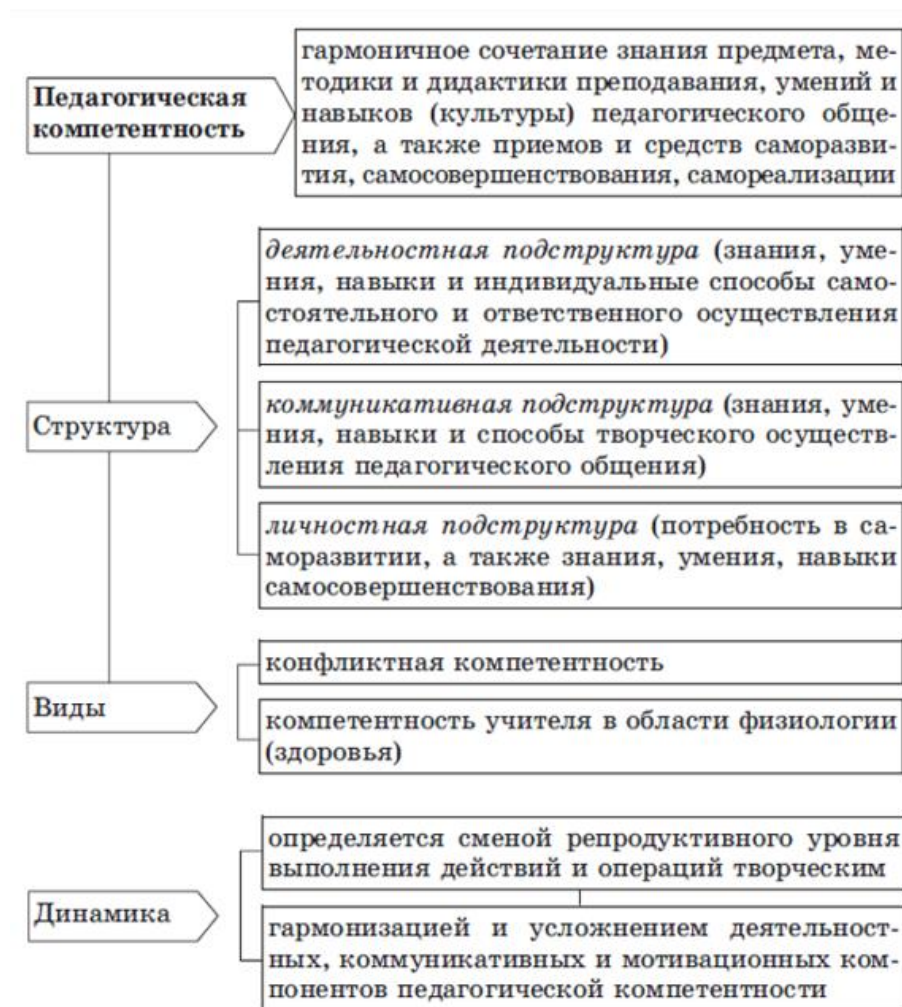 Педагогическая
компетентность
гармоничное сочетание знания предмета, ме-
тодики и дидактики преподавания, умений и
навыков (культуры) педагогического обще-
ния, а также приемов и средств саморазви-
тия, самосовершенствования, самореализации
Структура
деятельностная подструктура (знания, уме-
ния, навыки и индивидуальные способы само-
стоятельного и ответственного осуществления
педагогической деятельности)
коммуникативная подструктура (знания, уме-
ния, навыки и способы творческого осуществ-
ления педагогического общения)
личностная подструктура (потребность в са-
моразвитии, а также знания, умения, навыки
самосовершенствования)
Виды
конфликтная компетентность
компетентность учителя в области физиологии
(здоровья)
Динамика
определяется сменой репродуктивного уровня
выполнения действий и операций творческим
гармонизацией и усложнением деятельност-
ных, коммуникативных и мотивационных ком-
понентов педагогической компетентности